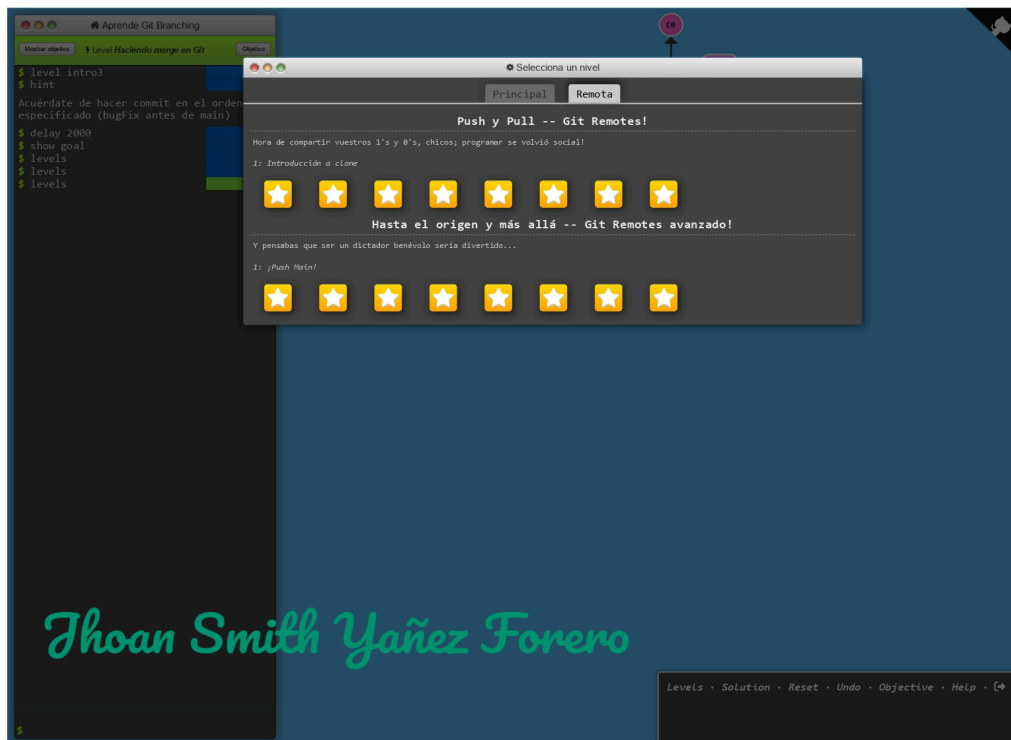 Aprende Git Branching
Mostrar objetivo
Level Haciendo merge en Git
Objetivo
$ level intro3
$ hint
Acuérdate de hacer commit en el orden
especificado (bugFix antes de main)
$ delay 2000
$ show goal
$ levels
$ levels
$ levels
$
C0
Selecciona un nivel
Principal
Remota
Push y Pull -- Git Remotes!
Hora de compartir vuestros 1's y 0's, chicos; programar se volvió social!
1: Introducción a clone
Hasta el origen y más allá -- Git Remotes avanzado!
Y pensabas que ser un dictador benévolo sería divertido...
1: ¡Push Main!
Jhoan Smith Yañez Forero
Levels · Solution · Reset · Undo · Objective · Help ·